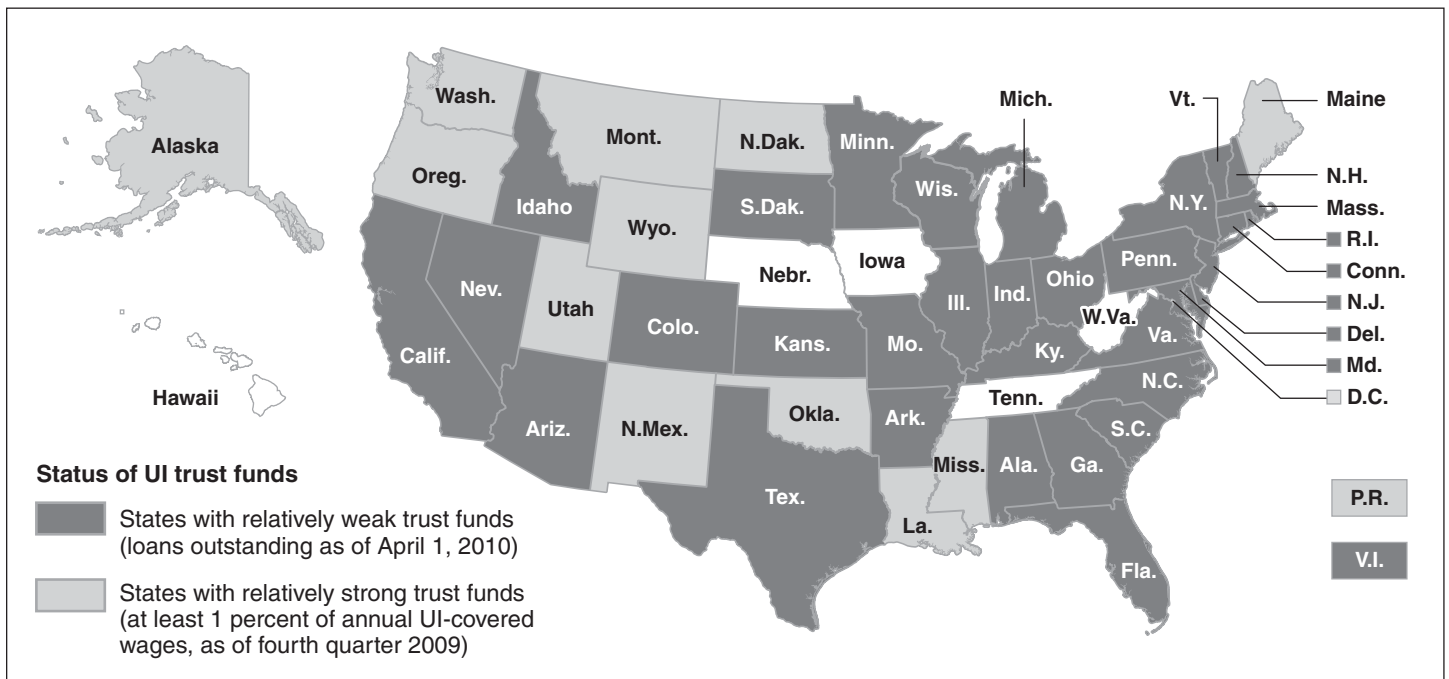 Mich.
Vt.
Maine
Wash.
Mont.
N.Dak.
Minn.
Alaska
Oreg.
Idaho
S.Dak.
Wis.
N.Y.
N.H.
Mass.
Wyo.
R.I.
Nebr.
Iowa
Penn.
Conn.
Nev.
Utah
Ill.
Ind.
Ohio
N.J.
Colo.
Kans.
Mo.
W.Va.
Va.
Del.
Calif.
Ky.
Md.
Hawaii
Tenn.
N.C.
D.C.
Ariz.
N.Mex.
Okla.
Ark.
S.C.
Miss.
Ala.
Ga.
Tex.
La.
Fla.
P.R.
V.I.
Status of UI trust funds
States with relatively weak trust funds
(loans outstanding as of April 1, 2010)
States with relatively strong trust funds
(at least 1 percent of annual UI-covered
wages, as of fourth quarter 2009)